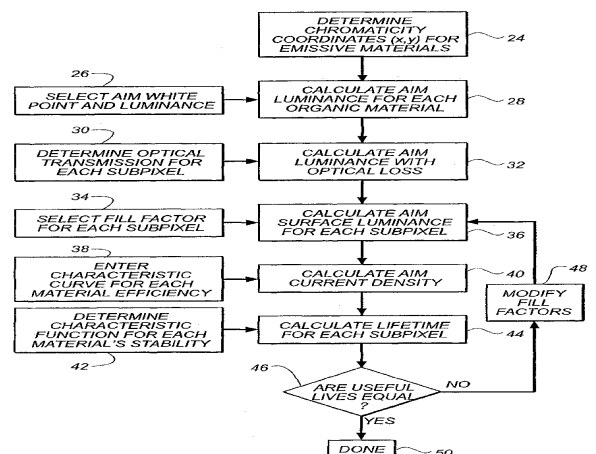 DETERMINE
CHROMATICITY
COORDINATES (x,y) FOR
EMISSIVE MATERIALS
24
26
SELECT AIM WHITE
POINT AND LUMINANCE
CALCULATE AIM
LUMINANCE FOR EACH
ORGANIC MATERIAL
28
30
DETERMINE OPTICAL
TRANSMISSION FOR
EACH SUBPIXEL
CALCULATE AIM
LUMINANCE WITH
OPTICAL LOSS
32
34
SELECT FILL FACTOR
FOR EACH SUBPIXEL
CALCULATE AIM
SURFACE LUMINANCE
FOR EACH SUBPIXEL
36
38
ENTER
CHARACTERISTIC
CURVE FOR EACH
MATERIAL EFFICIENCY
CALCULATE AIM
CURRENT DENSITY
40
48
MODIFY
FILL
FACTORS
DETERMINE
CHARACTERISTIC
FUNCTION FOR EACH
MATERIAL'S STABILITY
42
CALCULATE LIFETIME
FOR EACH SUBPIXEL
44
46
ARE USEFUL
LIVES EQUAL
?
NO
YES
DONE
50